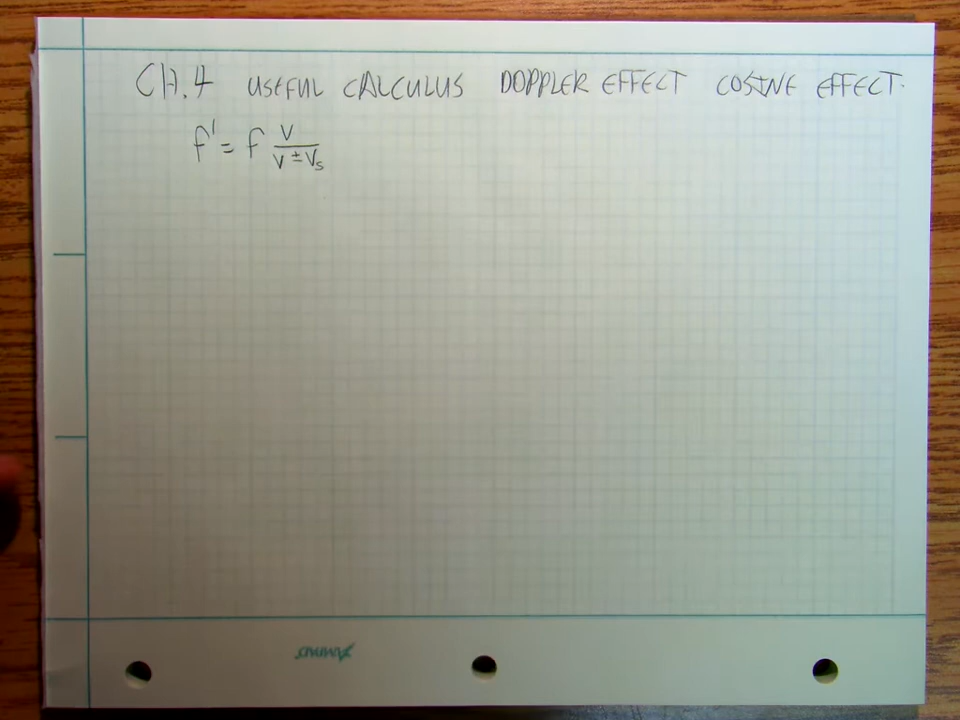 CH.4 USEFUL CALCULUS DOPPLER EFFECT COSINE EFFECT.
f' = f V / (V ± Vs)